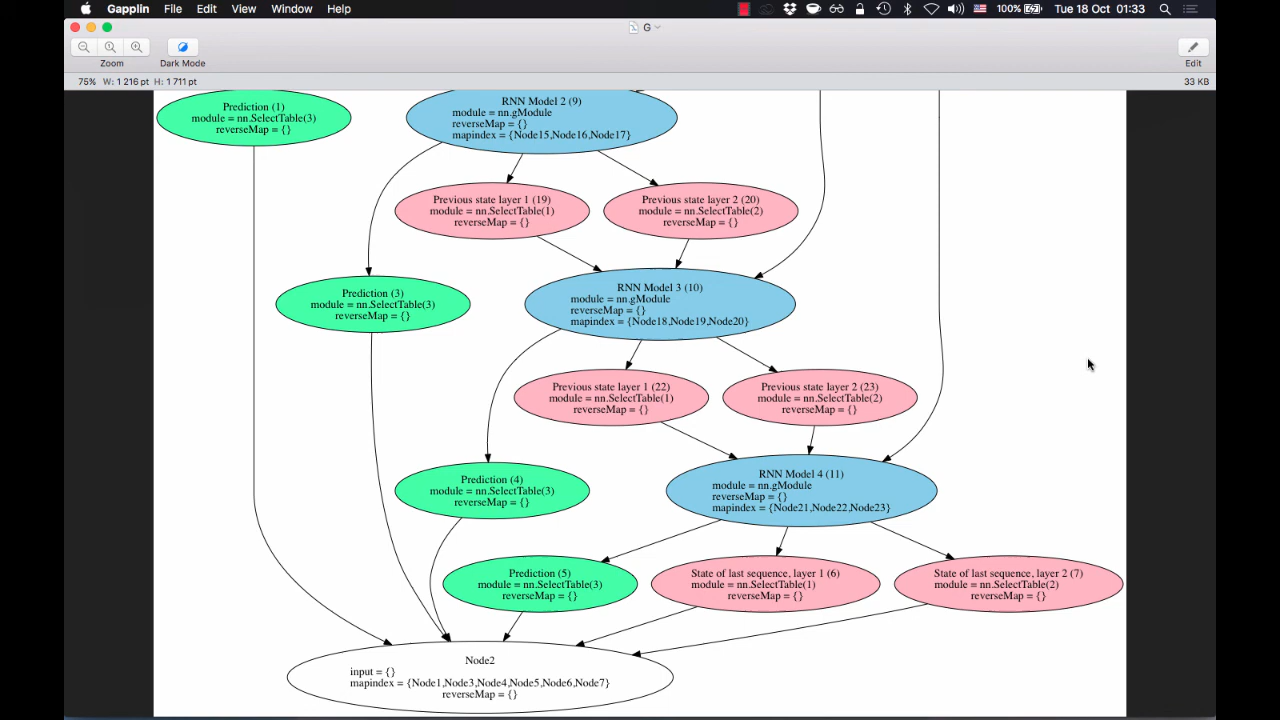 Gapplin File Edit View Window Help 100% Tue 18 Oct 01:33
G
Zoom Dark Mode Edit
75% W: 1 216 pt H: 1 711 pt 33 KB
Prediction (1)
module = nn.SelectTable(3)
reverseMap = {}
RNN Model 2 (9)
module = nn.gModule
reverseMap = {}
mapindex = {Node15,Node16,Node17}
Previous state layer 1 (19)
module = nn.SelectTable(1)
reverseMap = {}
Previous state layer 2 (20)
module = nn.SelectTable(2)
reverseMap = {}
Prediction (3)
module = nn.SelectTable(3)
reverseMap = {}
RNN Model 3 (10)
module = nn.gModule
reverseMap = {}
mapindex = {Node18,Node19,Node20}
Previous state layer 1 (22)
module = nn.SelectTable(1)
reverseMap = {}
Previous state layer 2 (23)
module = nn.SelectTable(2)
reverseMap = {}
Prediction (4)
module = nn.SelectTable(3)
reverseMap = {}
RNN Model 4 (11)
module = nn.gModule
reverseMap = {}
mapindex = {Node21,Node22,Node23}
Prediction (5)
module = nn.SelectTable(3)
reverseMap = {}
State of last sequence, layer 1 (6)
module = nn.SelectTable(1)
reverseMap = {}
State of last sequence, layer 2 (7)
module = nn.SelectTable(2)
reverseMap = {}
Node2
input = {}
mapindex = {Node1,Node3,Node4,Node5,Node6,Node7}
reverseMap = {}